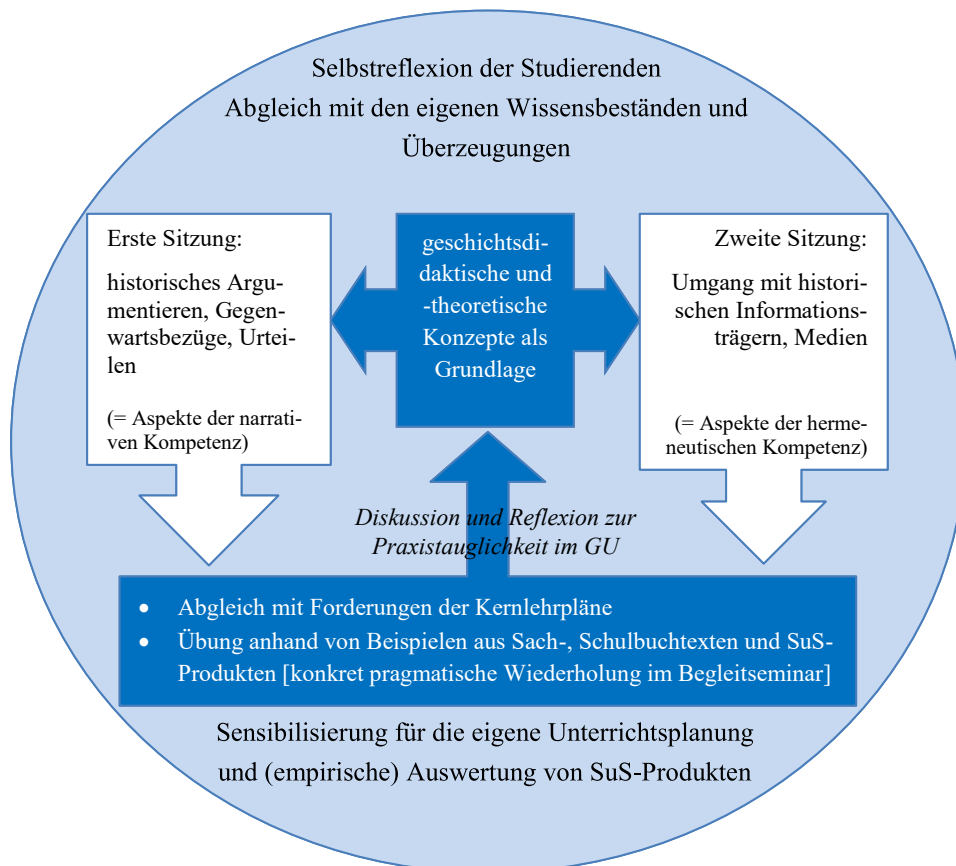 Selbstreflexion der Studierenden
Abgleich mit den eigenen Wissensbeständen und
Überzeugungen
Erste Sitzung:
historisches Argu-
mentieren, Gegen-
wartsbezüge, Urtei-
len
(= Aspekte der narrati-
ven Kompetenz)
geschichtsdi-
daktische und
-theoretische
Konzepte als
Grundlage
Zweite Sitzung:
Umgang mit histori-
schen Informations-
trägern, Medien
(= Aspekte der herme-
neutischen Kompetenz)
Diskussion und Reflexion zur
Praxistauglichkeit im GU
• Abgleich mit Forderungen der Kernlehrpläne
• Übung anhand von Beispielen aus Sach-, Schulbuchtexten und SuS-
Produkten [konkret pragmatische Wiederholung im Begleitseminar]
Sensibilisierung für die eigene Unterrichtsplanung
und (empirische) Auswertung von SuS-Produkten